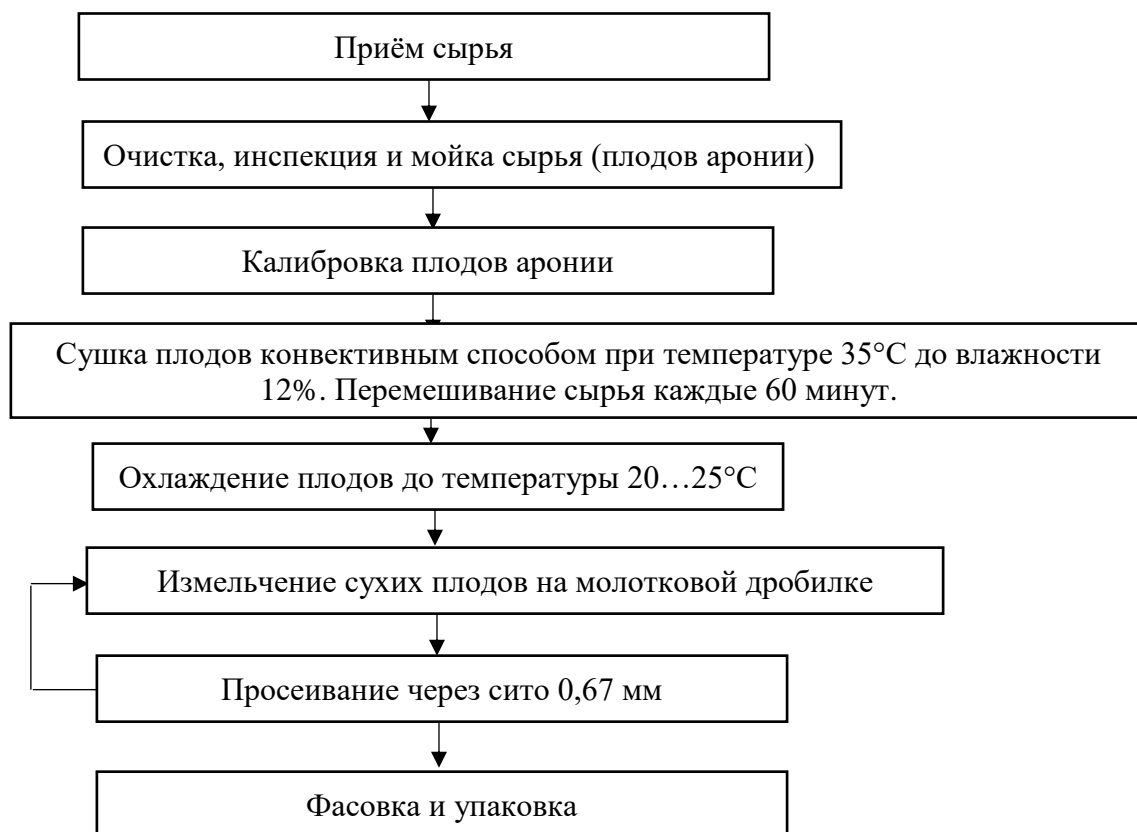 Приём сырья
Очистка, инспекция и мойка сырья (плодов аронии)
Калибровка плодов аронии
Сушка плодов конвективным способом при температуре 35°С до влажности
12%. Перемешивание сырья каждые 60 минут.
Охлаждение плодов до температуры 20…25°С
Измельчение сухих плодов на молотковой дробилке
Просеивание через сито 0,67 мм
Фасовка и упаковка